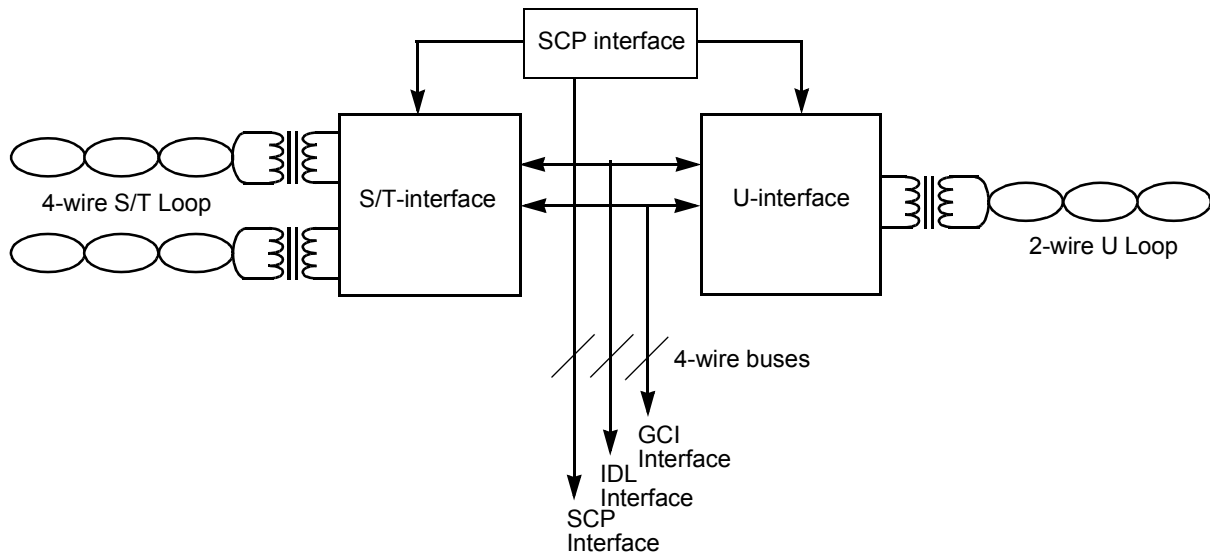 SCP interface
4-wire S/T Loop
S/T-interface
U-interface
2-wire U Loop
4-wire buses
GCI
Interface
IDL
Interface
SCP
Interface